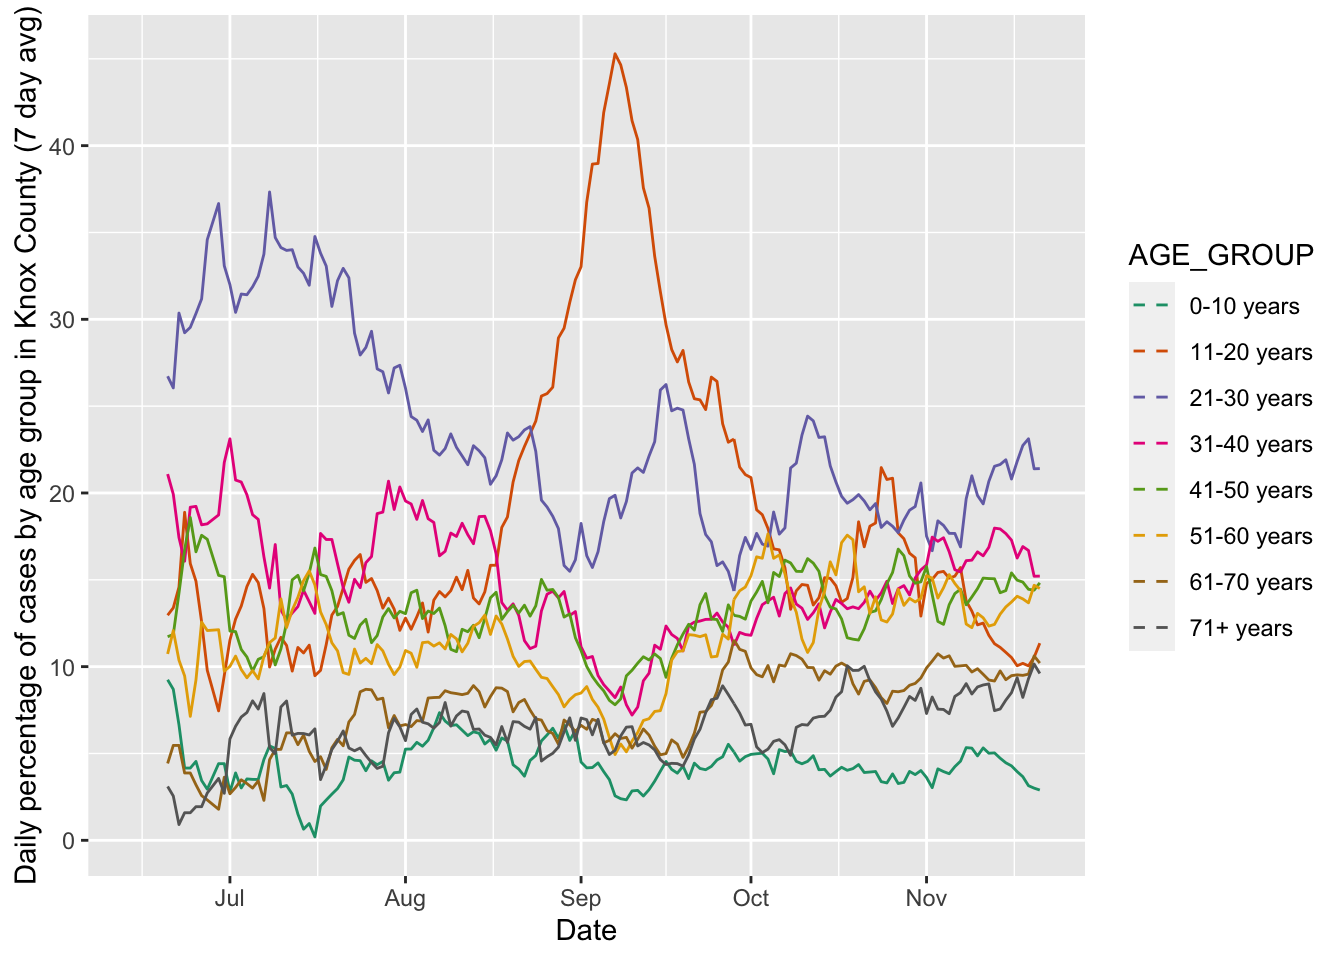 Daily percentage of cases by age group in Knox County (7 day avg)
40
30
20
10
0
Jul Aug Sep Oct Nov
Date
AGE_GROUP
0-10 years
11-20 years
21-30 years
31-40 years
41-50 years
51-60 years
61-70 years
71+ years